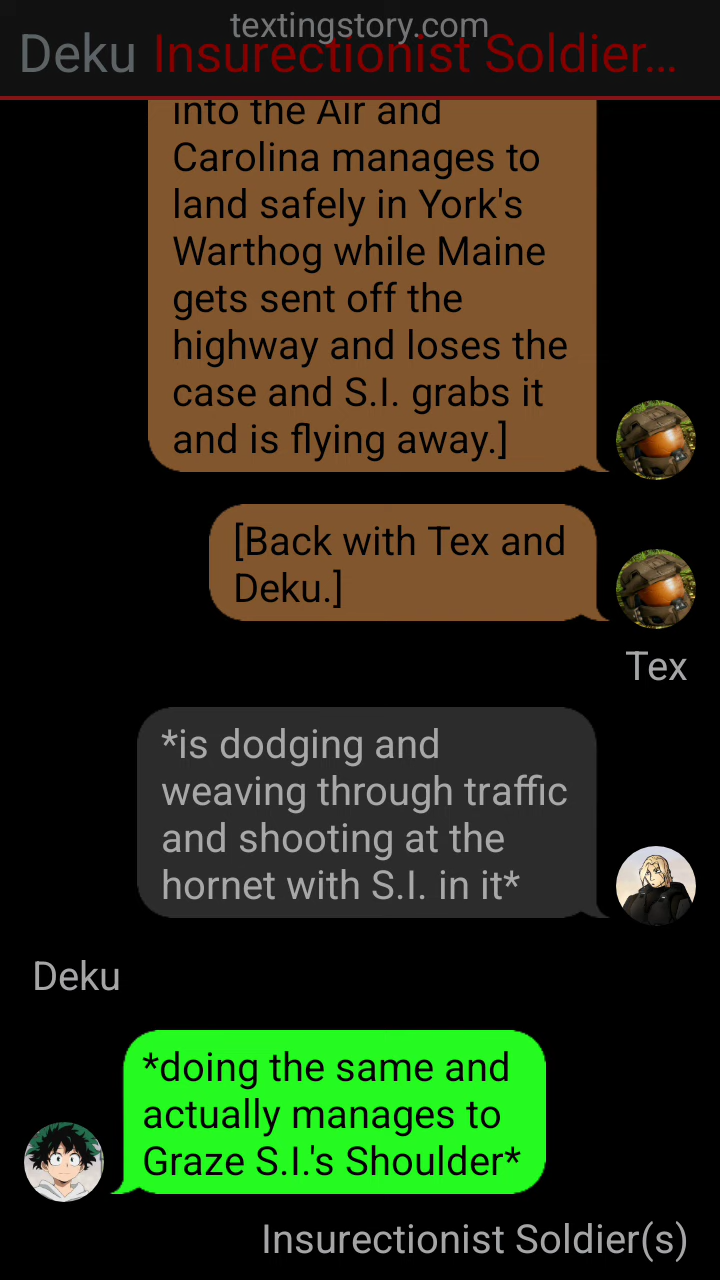 textingstory.com
Deku Insurectionist Soldier...
into the Air and
Carolina manages to
land safely in York's
Warthog while Maine
gets sent off the
highway and loses the
case and S.I. grabs it
and is flying away.]
[Back with Tex and
Deku.]
Tex
*is dodging and
weaving through traffic
and shooting at the
hornet with S.I. in it*
Deku
*doing the same and
actually manages to
Graze S.I.'s Shoulder*
Insurectionist Soldier(s)